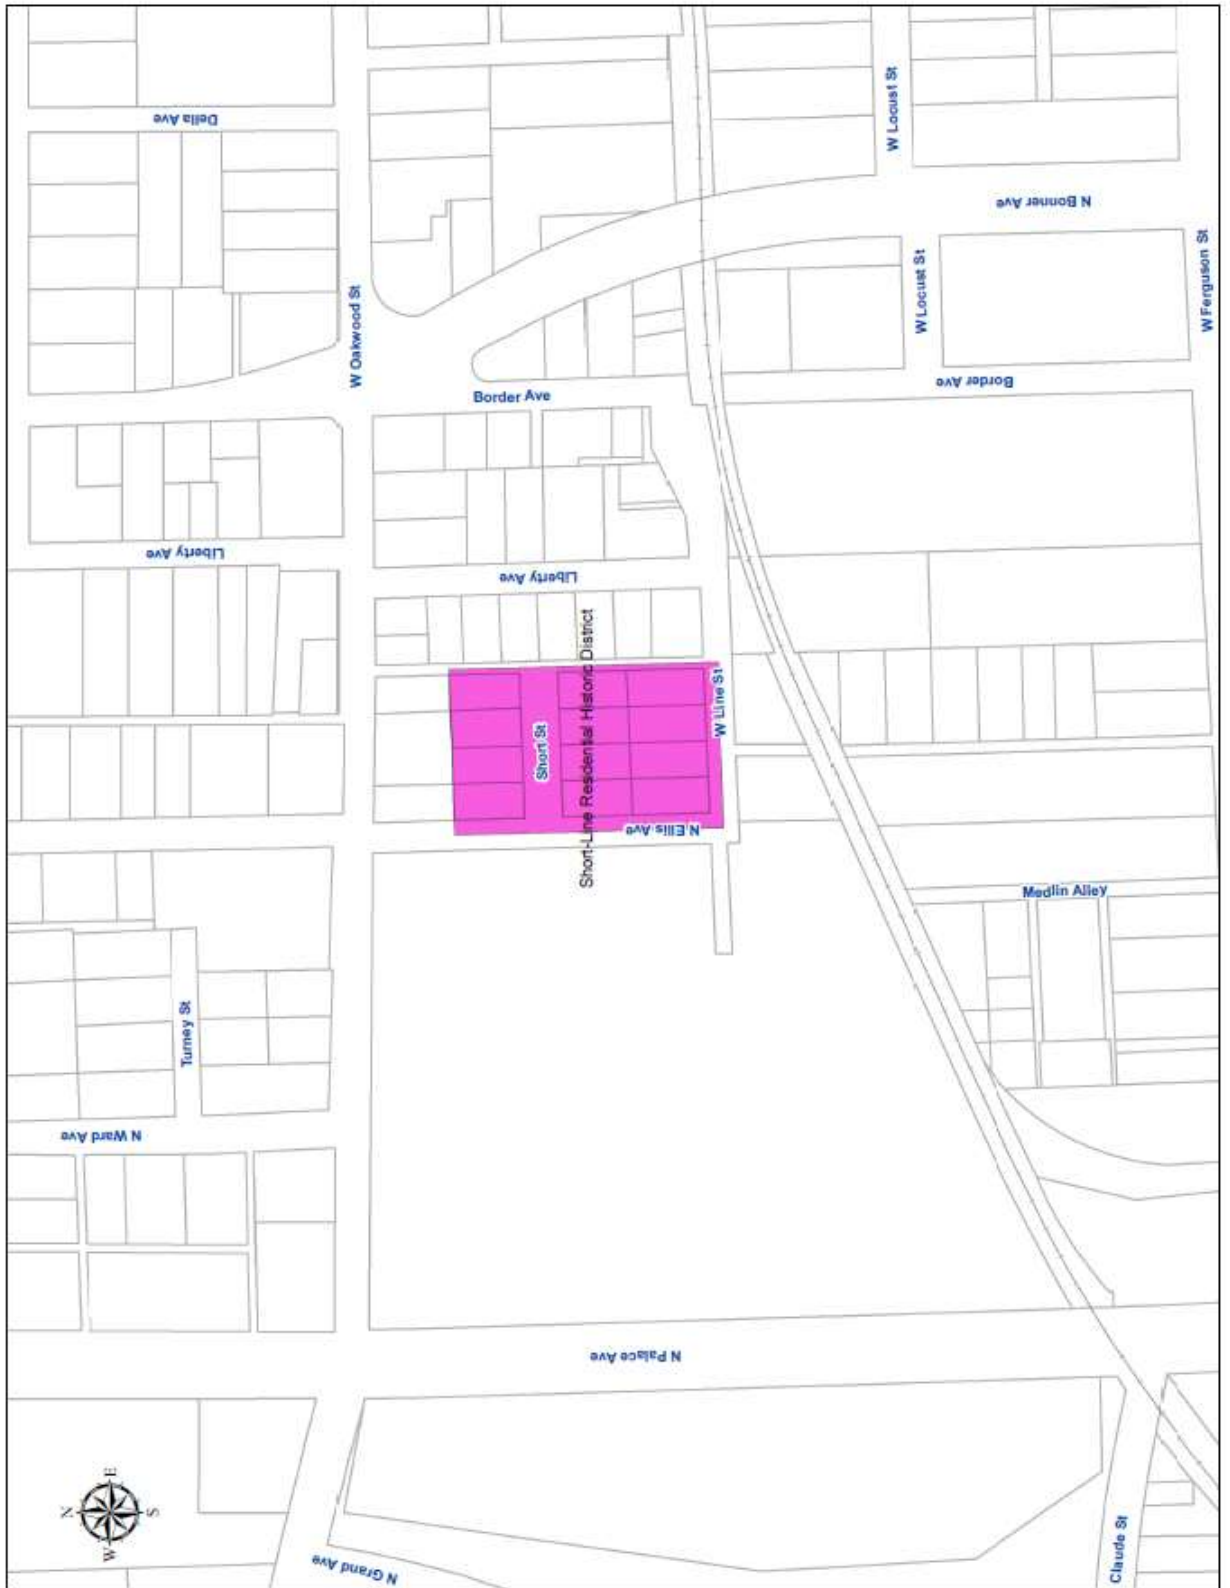 Della Ave
W Locust St
N Bonner Ave
W Oakwood St
W Locust St
W Ferguson St
Border Ave
Border Ave
Liberty Ave
Liberty Ave
Short-Line Residential Historic District
Short St
W Line St
N Ellis Ave
Medlin Alley
Turney St
N Ward Ave
N Palace Ave
N
E
S
W
N Grand Ave
Claude St